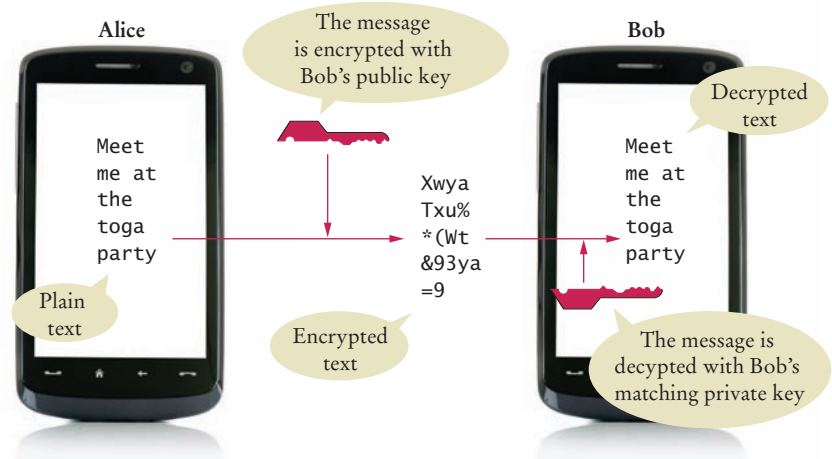 Alice
The message
is encrypted with
Bob's public key
Bob
Decrypted
text
Meet
me at
the
toga
party
Xwya
Txu%
*(Wt
&93ya
=9
Meet
me at
the
toga
party
Plain
text
Encrypted
text
The message is
decypted with Bob's
matching private key